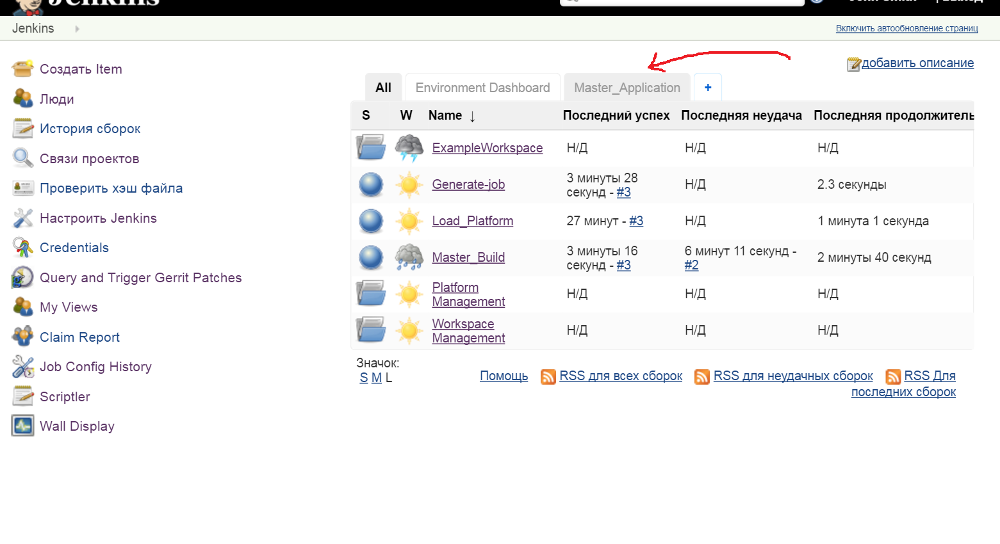 Jenkins
Jenkins
Включить автообновление страниц
добавить описание
Создать Item
Люди
История сборок
Связи проектов
Проверить хэш файла
Настроить Jenkins
Credentials
Query and Trigger Gerrit Patches
My Views
Claim Report
Job Config History
Scriptler
Wall Display
All Environment Dashboard Master_Application +
S W Name ↓ Последний успех Последняя неудача Последняя продолжитель
ExampleWorkspace Н/Д Н/Д Н/Д
Generate-job 3 минуты 28 секунд - #3 Н/Д 2.3 секунды
Load_Platform 27 минут - #3 Н/Д 1 минута 1 секунда
Master_Build 3 минуты 16 секунд - #3 6 минут 11 секунд - #2 2 минуты 40 секунд
Platform Management Н/Д Н/Д Н/Д
Workspace Management Н/Д Н/Д Н/Д
Значок:
S M L
Помощь RSS для всех сборок RSS для неудачных сборок RSS Для
последних сборок